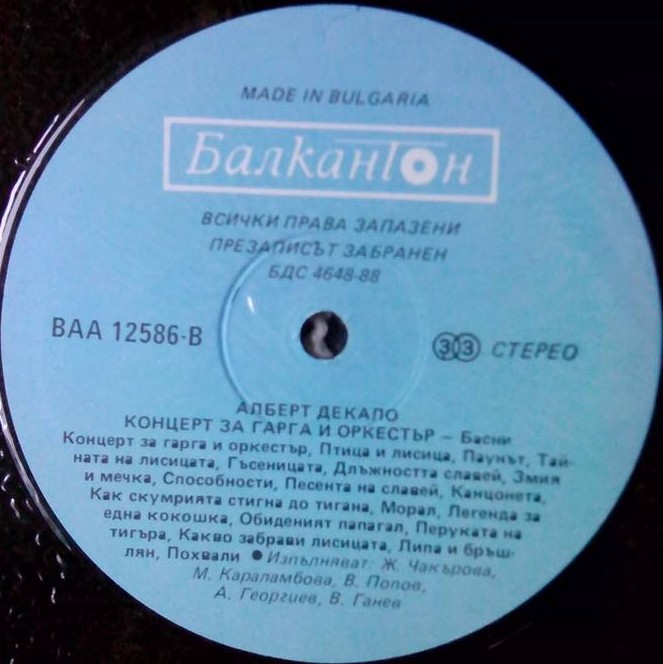 MADE IN BULGARIA
Балкантон
ВСИЧКИ ПРАВА ЗАПАЗЕНИ
ПРЕЗАПИСЪТ ЗАБРАНЕН
БДС 4648-88
ВАА 12586-В
33 СТЕРЕО
АЛБЕРТ ДЕКАЛО
КОНЦЕРТ ЗА ГАРГА И ОРКЕСТЪР – Басни
Концерт за гарга и оркестър, Птица и лисица, Паунът, Тай-
ната на лисицата, Гъсеницата, Длъжността славей, Змия
и мечка, Способности, Песента на славей, Канцонета,
Как скумрията стигна до тигана, Морал, Легенда за
една кокошка, Обиденият папагал, Перуката на
тигъра, Какво забрави лисицата, Липа и бръш-
лян, Похвали ● Изпълняват: Ж. Чакърова,
М. Караламбова, В. Попов,
А. Георгиев, В. Ганев